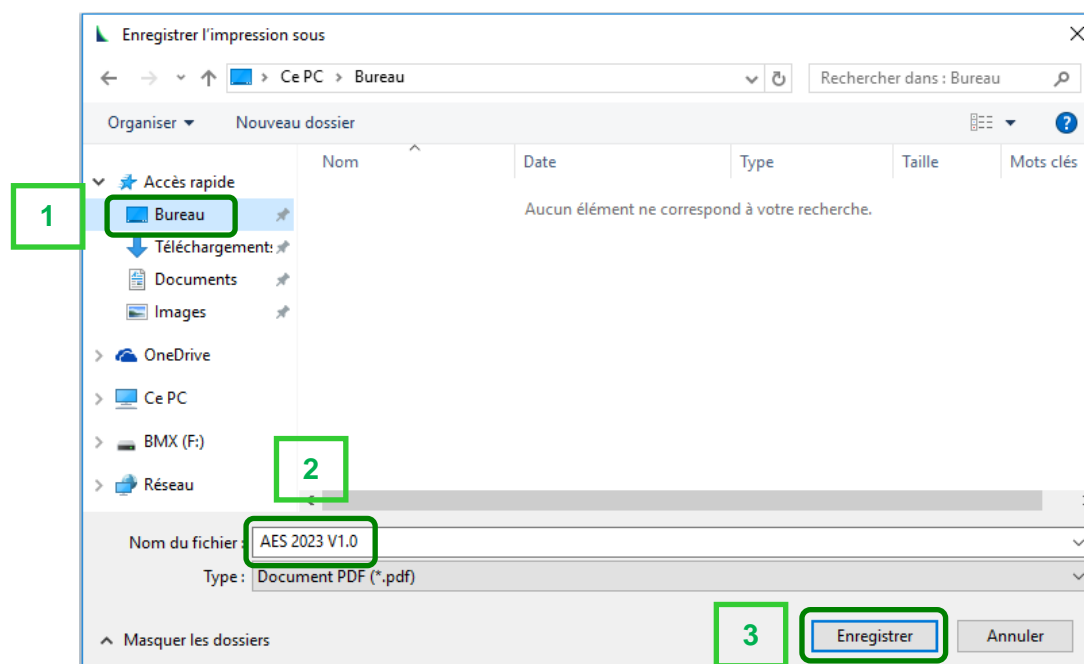 Enregistrer l'impression sous
Ce PC > Bureau
Rechercher dans : Bureau
Organiser
Nouveau dossier
Nom
Date
Type
Taille
Mots clés
Accès rapide
1
Bureau
Aucun élément ne correspond à votre recherche.
Téléchargements
Documents
Images
OneDrive
Ce PC
BMX (F:)
2
Réseau
Nom du fichier : AES 2023 V1.0
Type : Document PDF (*.pdf)
3
Masquer les dossiers
Enregistrer
Annuler